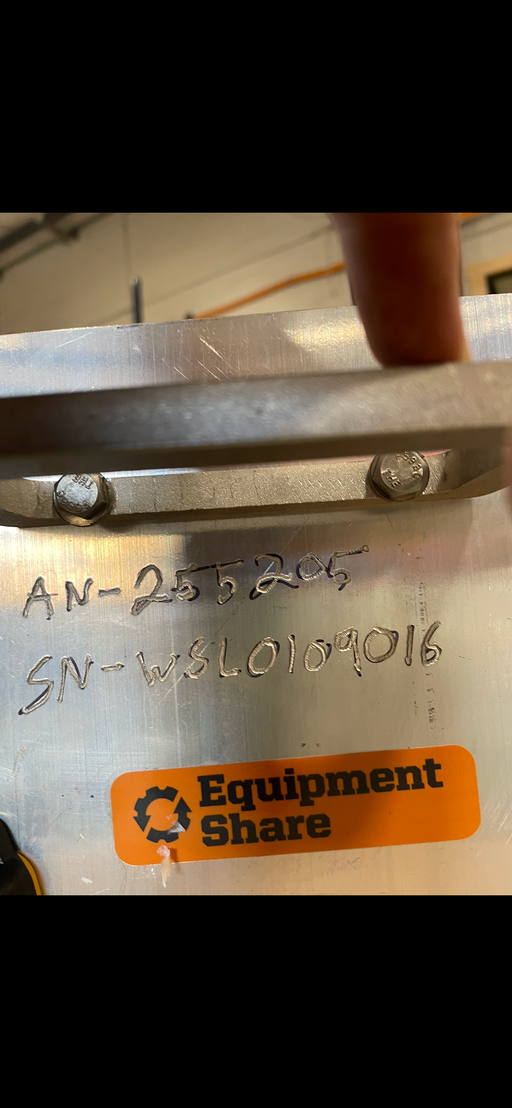 AN-255205
SN-WSL0109016
Equipment
Share